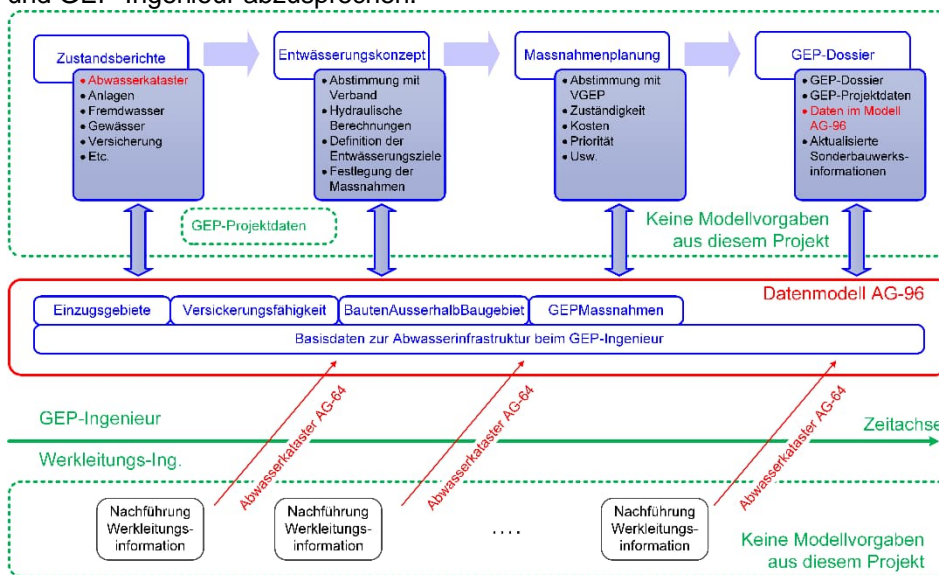 und GEP-Ingenieur abzusprechen.
Zustandsberichte
Entwässerungskonzept
Massnahmenplanung
GEP-Dossier
• Abwasserkataster
• Anlagen
• Fremdwasser
• Gewässer
• Versicherung
• Etc.
• Abstimmung mit
Verband
• Hydraulische
Berechnungen
• Definition der
Entwässerungsziele
• Festlegung der
Massnahmen
• Abstimmung mit
VGEP
• Zuständigkeit
• Kosten
• Priorität
• Usw.
• GEP-Dossier
• GEP-Projektdaten
• Daten im Modell
AG-96
• Aktualisierte
Sonderbauwerks-
informationen
GEP-Projektdaten
Keine Modellvorgaben
aus diesem Projekt
Datenmodell AG-96
Einzugsgebiete
Versickerungsfähigkeit
BautenAusserhalbBaugebiet
GEPMassnahmen
Basisdaten zur Abwasserinfrastruktur beim GEP-Ingenieur
Abwasserkataster AG-64
Abwasserkataster AG-64
Abwasserkataster AG-64
GEP-Ingenieur
Zeitachse
Werkleitungs-Ing.
Nachführung
Werkleitungs-
information
Nachführung
Werkleitungs-
information
....
Nachführung
Werkleitungs-
information
Keine Modellvorgaben
aus diesem Projekt